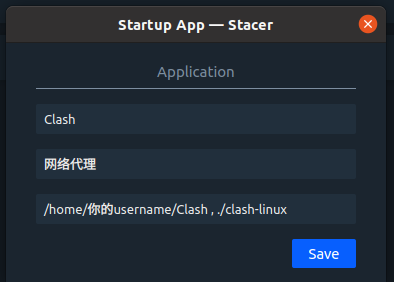 Startup App — Stacer
Application
Clash
网络代理
/home/你的username/Clash , ./clash-linux
Save